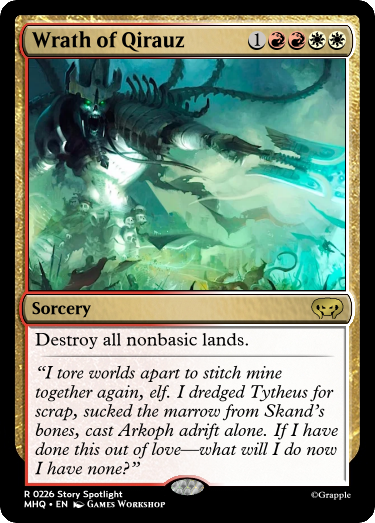 Wrath of Qirauz 1
Sorcery
Destroy all nonbasic lands.
“I tore worlds apart to stitch mine
together again, elf. I dredged Tytheus for
scrap, sucked the marrow from Skand’s
bones, cast Arkoph adrift alone. If I have
done this out of love—what will I do now
I have none?”
R 0226 Story Spotlight
MHQ • EN GAMES WORKSHOP
©Grapple